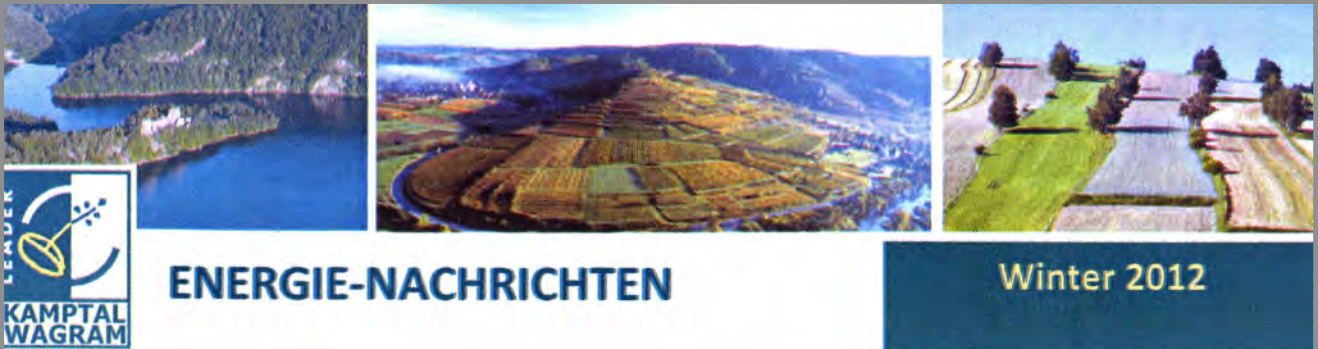 LEADER
KAMPTAL
WAGRAM
ENERGIE-NACHRICHTEN
Winter 2012